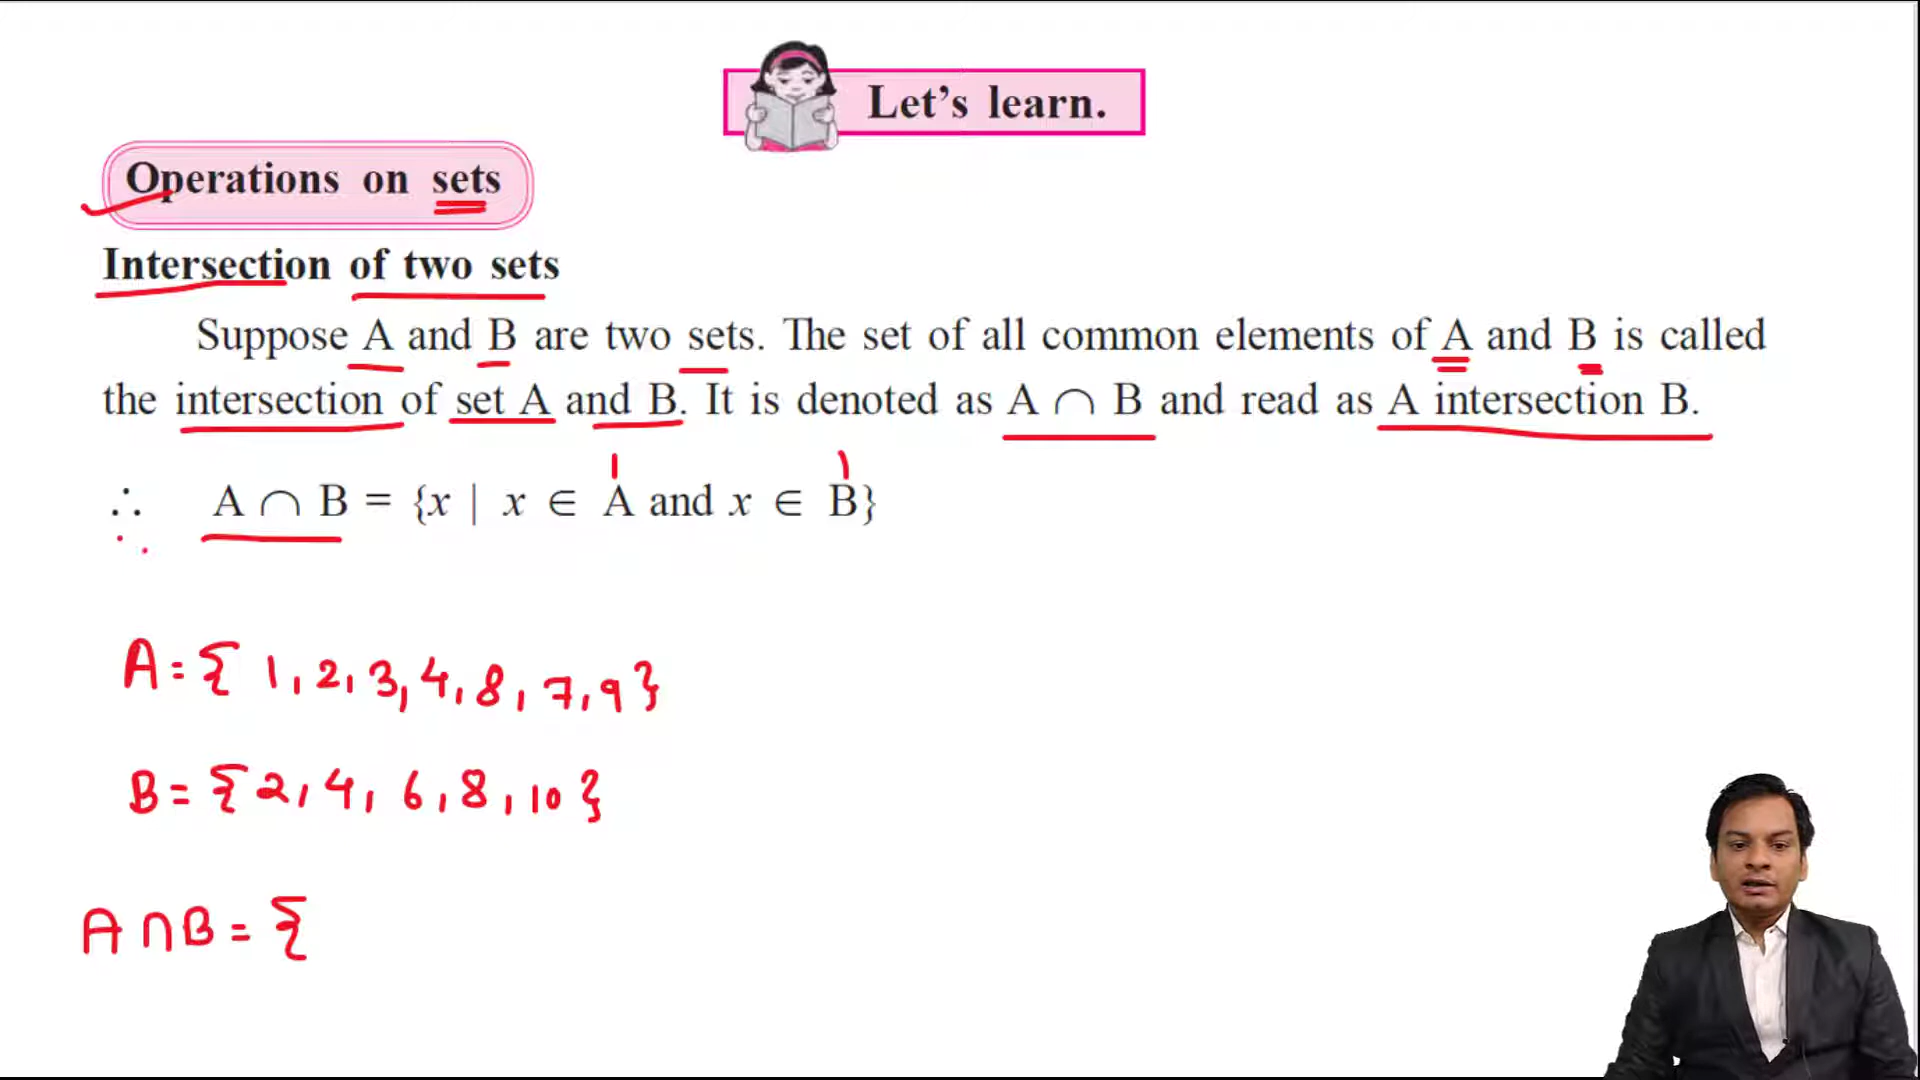 Let’s learn.
Operations on sets
Intersection of two sets
Suppose A and B are two sets. The set of all common elements of A and B is called
the intersection of set A and B. It is denoted as A ∩ B and read as A intersection B.
∴ A ∩ B = {x | x ∈ A and x ∈ B}
A = { 1, 2, 3, 4, 8, 7, 9 }
B = { 2, 4, 6, 8, 10 }
A ∩ B = {